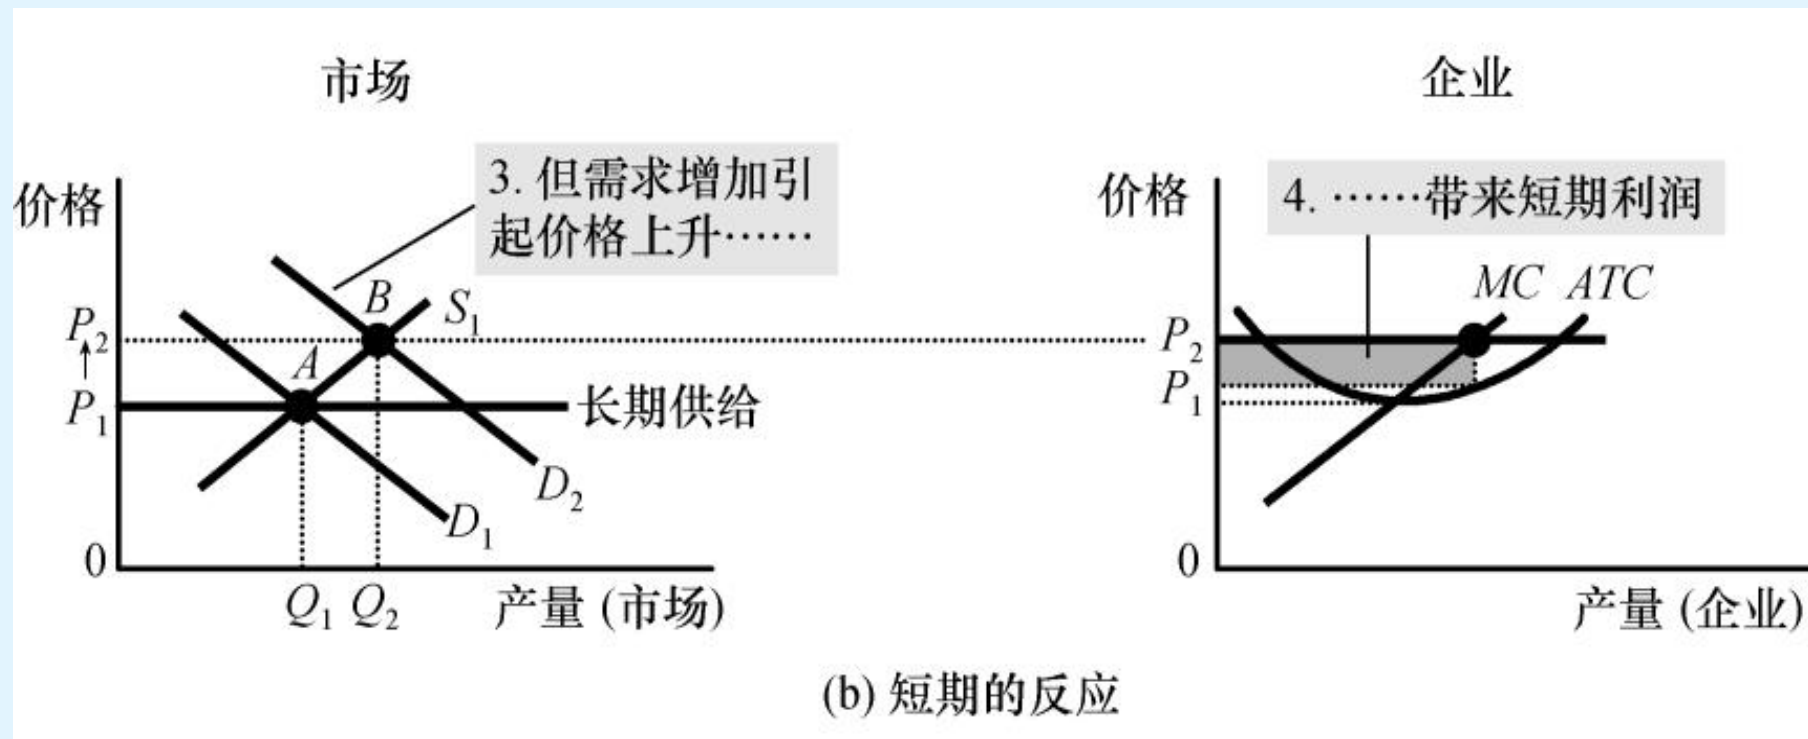 市场
企业
3. 但需求增加引
起价格上升……
4. ……带来短期利润
价格
价格
MC
ATC
B
S₁
P₂
P₂
A
P₁
P₁
长期供给
D₂
D₁
0
0
Q₁
Q₂
产量 (市场)
产量 (企业)
(b) 短期的反应